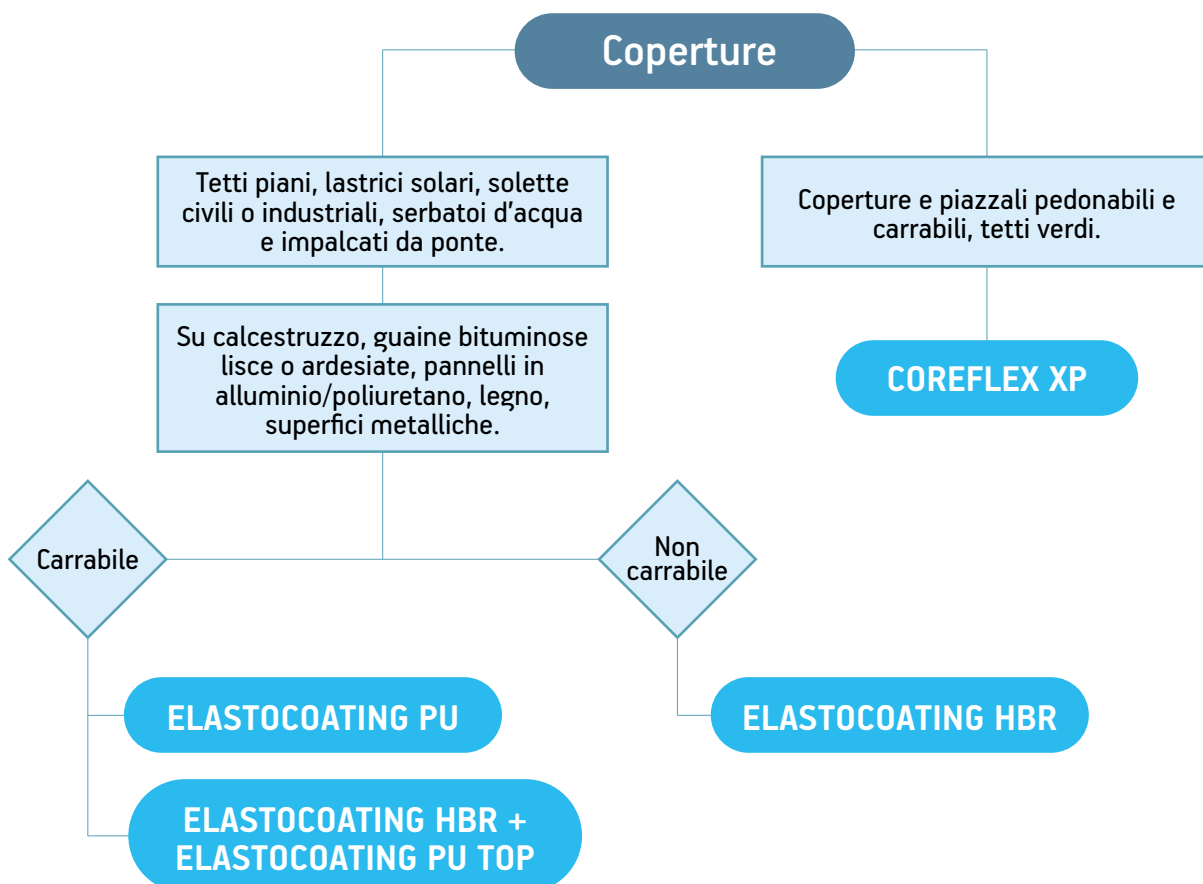 Coperture
Tetti piani, lastrici solari, solette
civili o industriali, serbatoi d'acqua
e impalcati da ponte.
Coperture e piazzali pedonabili e
carrabili, tetti verdi.
Su calcestruzzo, guaine bituminose
lisce o ardesiate, pannelli in
alluminio/poliuretano, legno,
superfici metalliche.
COREFLEX XP
Carrabile
Non
carrabile
ELASTOCOATING PU
ELASTOCOATING HBR
ELASTOCOATING HBR +
ELASTOCOATING PU TOP